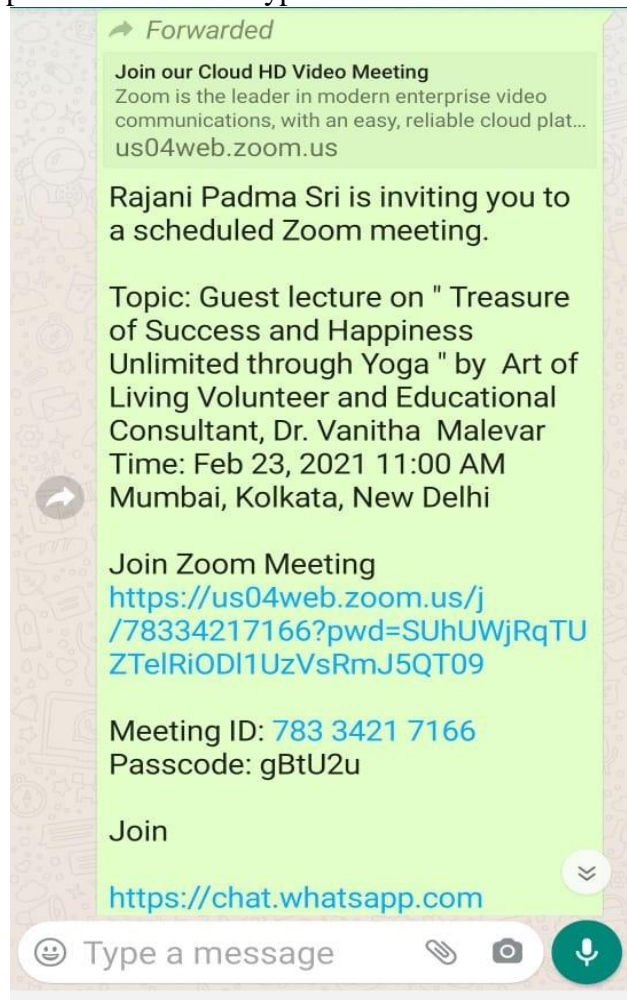 Forwarded
Join our Cloud HD Video Meeting
Zoom is the leader in modern enterprise video
communications, with an easy, reliable cloud plat...
us04web.zoom.us
Rajani Padma Sri is inviting you to
a scheduled Zoom meeting.
Topic: Guest lecture on " Treasure
of Success and Happiness
Unlimited through Yoga " by Art of
Living Volunteer and Educational
Consultant, Dr. Vanitha Malevar
Time: Feb 23, 2021 11:00 AM
Mumbai, Kolkata, New Delhi
Join Zoom Meeting
https://us04web.zoom.us/j
/78334217166?pwd=SUhUWjRqTU
ZTelRiODl1UzVsRmJ5QT09
Meeting ID: 783 3421 7166
Passcode: gBtU2u
Join
https://chat.whatsapp.com
Type a message